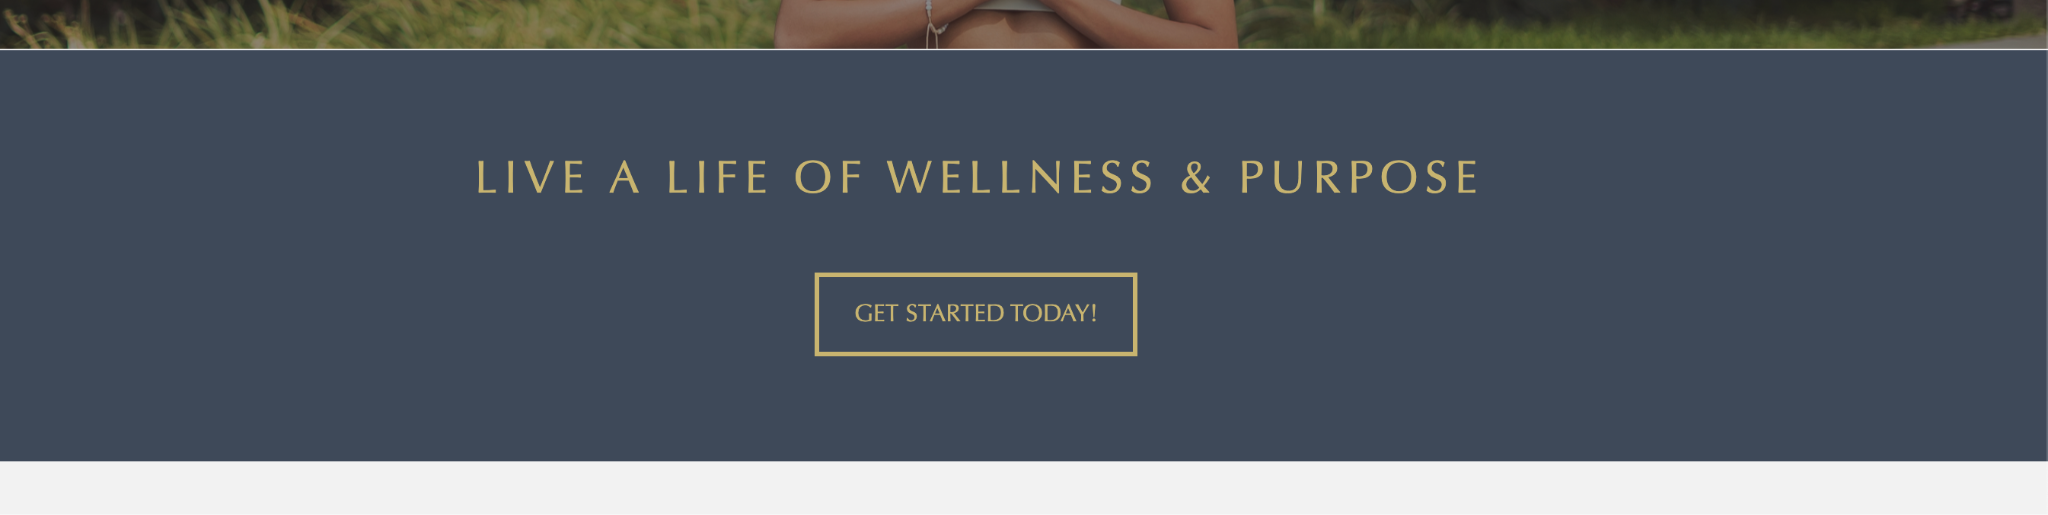 LIVE A LIFE OF WELLNESS & PURPOSE
GET STARTED TODAY!